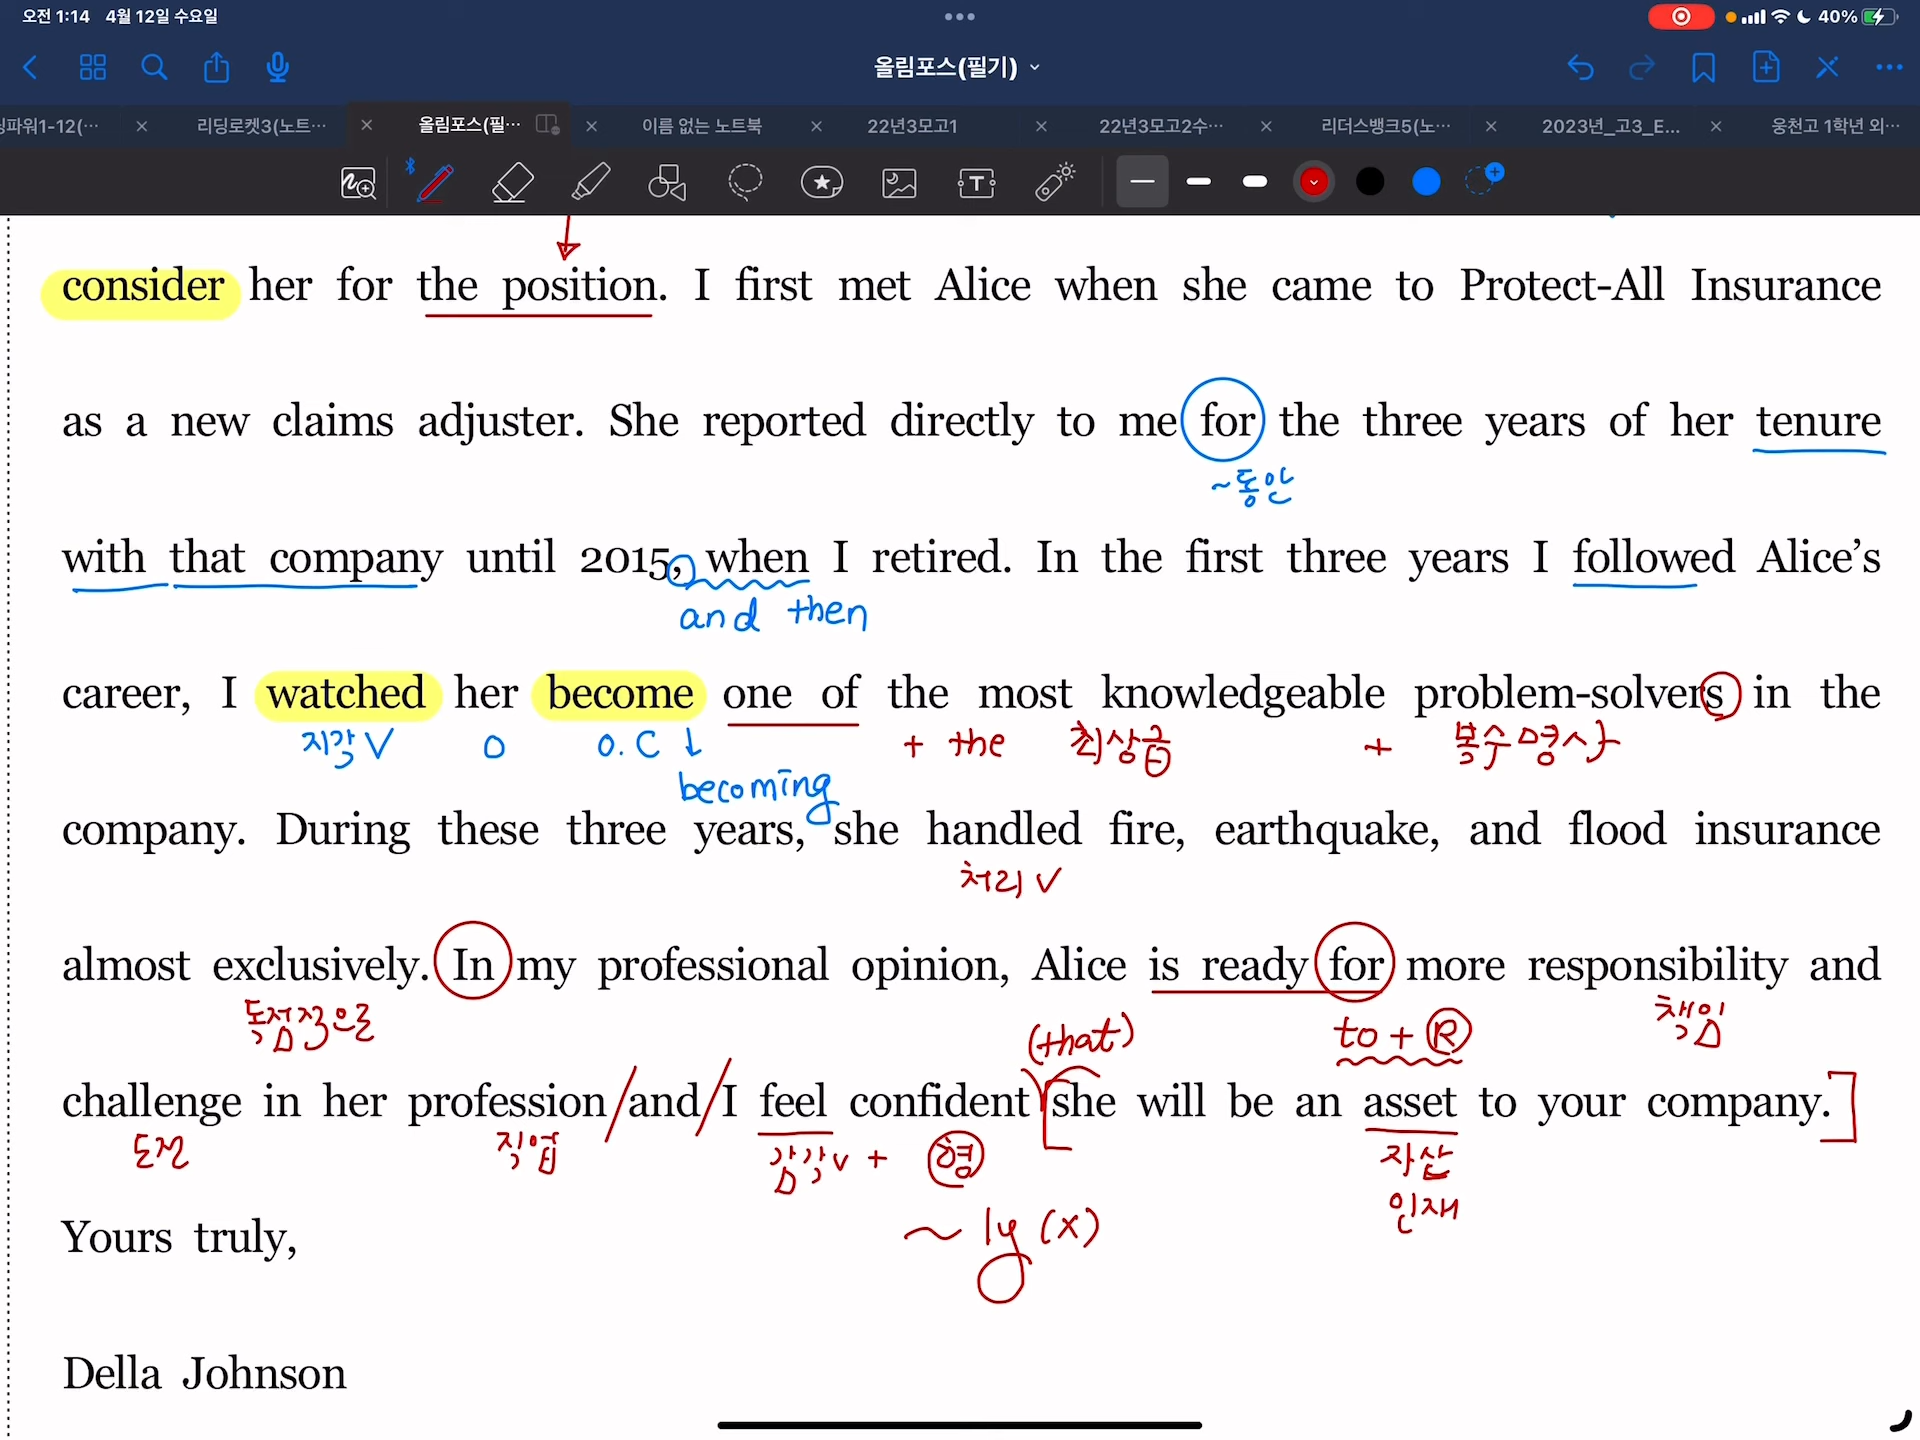 오전 1:14 4월 12일 수요일
40%
올림포스(필기)
리딩로켓3(노트…
올림포스(필…
이름 없는 노트북
22년3모고1
22년3모고2수…
리더스뱅크5(노…
2023년_고3_E...
웅천고 1학년 외…
consider her for the position. I first met Alice when she came to Protect-All Insurance
as a new claims adjuster. She reported directly to me for the three years of her tenure
~동안
with that company until 2015, when I retired. In the first three years I followed Alice's
and then
career, I watched her become one of the most knowledgeable problem-solvers in the
지각V O O.C ↓ + the 최상급 + 복수명사
becoming
company. During these three years, she handled fire, earthquake, and flood insurance
처리V
almost exclusively. In my professional opinion, Alice is ready for more responsibility and
독점적으로 (that) to + R 책임
challenge in her profession/and/I feel confident [she will be an asset to your company.]
도전 직업 감각v + 형 자산
인재
Yours truly,
~ ly (x)
Della Johnson